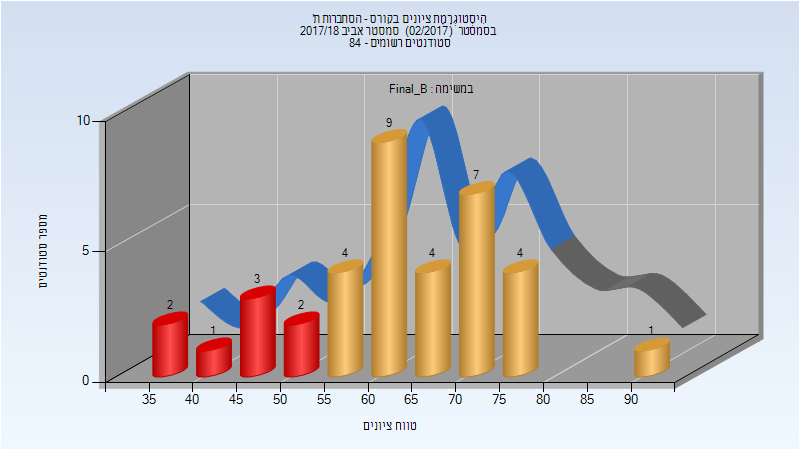 היסטוגרמת ציונים בקורס - הסתברות ת'
בסמסטר (02/2017) סמסטר אביב 2017/18
סטודנטים רשומים - 84
במשימה : Final_B
מספר סטודנטים
10
5
0
2
1
3
2
4
9
4
7
4
1
35 40 45 50 55 60 65 70 75 80 85 90
טווח ציונים